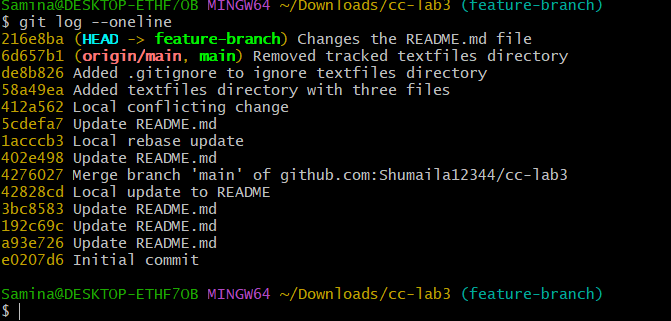 Samina@DESKTOP-ETHF7OB MINGW64 ~/Downloads/cc-lab3 (feature-branch)
$ git log --oneline
216e8ba (HEAD -> feature-branch) Changes the README.md file
6d657b1 (origin/main, main) Removed tracked textfiles directory
de8b826 Added .gitignore to ignore textfiles directory
58a49ea Added textfiles directory with three files
412a562 Local conflicting change
5cdefa7 Update README.md
1acccb3 Local rebase update
402e498 Update README.md
4276027 Merge branch 'main' of github.com:Shumaila12344/cc-lab3
42828cd Local update to README
3bc8583 Update README.md
192c69c Update README.md
a93e726 Update README.md
e0207d6 Initial commit
Samina@DESKTOP-ETHF7OB MINGW64 ~/Downloads/cc-lab3 (feature-branch)
$